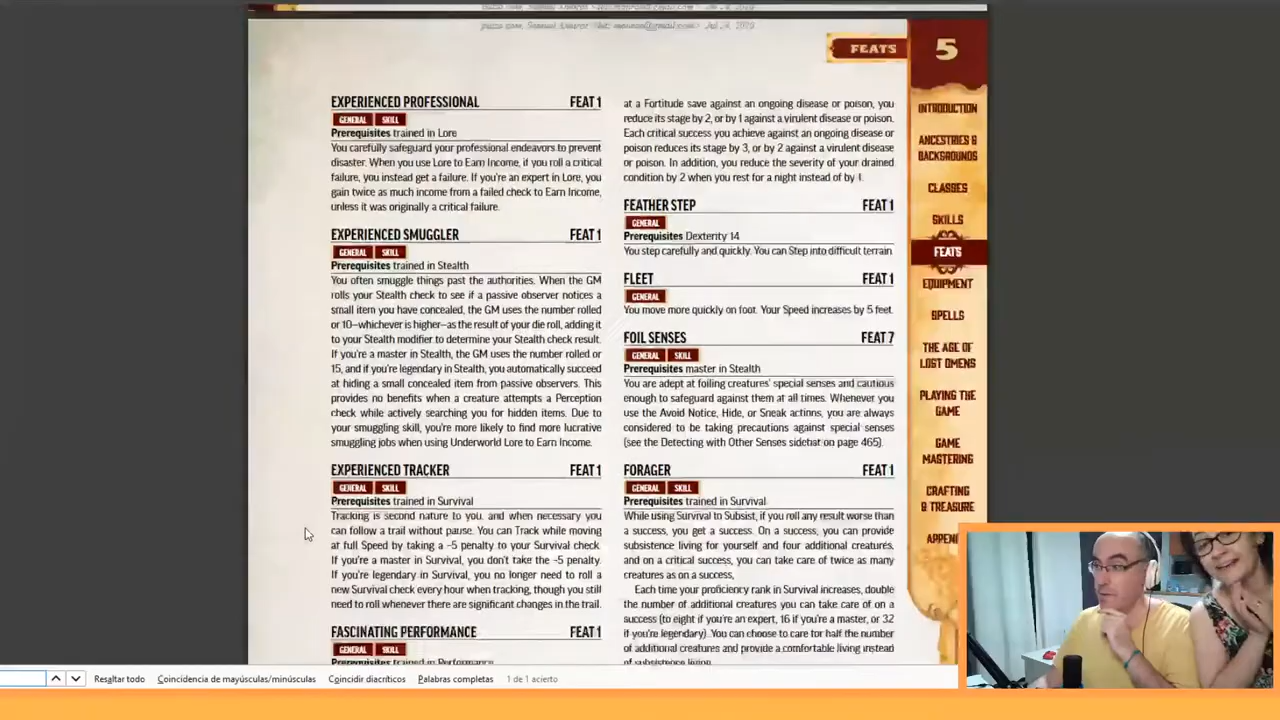 FEATS
5
EXPERIENCED PROFESSIONAL FEAT 1
GENERAL SKILL
Prerequisites trained in Lore
You carefully safeguard your professional endeavors to prevent
disaster. When you use Lore to Earn Income, if you roll a critical
failure, you instead get a failure. If you're an expert in Lore, you
gain twice as much income from a failed check to Earn Income,
unless it was originally a critical failure.
EXPERIENCED SMUGGLER FEAT 1
GENERAL SKILL
Prerequisites trained in Stealth
You often smuggle things past the authorities. When the GM
rolls your Stealth check to see if a passive observer notices a
small item you have concealed, the GM uses the number rolled
or 10—whichever is higher—as the result of your die roll, adding it
to your Stealth modifier to determine your Stealth check result.
If you're a master in Stealth, the GM uses the number rolled or
15, and if you're legendary in Stealth, you automatically succeed
at hiding a small concealed item from passive observers. This
provides no benefits when a creature attempts a Perception
check while actively searching you for hidden items. Due to
your smuggling skill, you're more likely to find more lucrative
smuggling jobs when using Underworld Lore to Earn Income.
EXPERIENCED TRACKER FEAT 1
GENERAL SKILL
Prerequisites trained in Survival
Tracking is second nature to you, and when necessary you
can follow a trail without pause. You can Track while moving
at full Speed by taking a –5 penalty to your Survival check.
If you're a master in Survival, you don't take the –5 penalty.
If you're legendary in Survival, you no longer need to roll a
new Survival check every hour when tracking, though you still
need to roll whenever there are significant changes in the trail.
FASCINATING PERFORMANCE FEAT 1
GENERAL SKILL
Prerequisites trained in Performance
at a Fortitude save against an ongoing disease or poison, you
reduce its stage by 2, or by 1 against a virulent disease or poison.
Each critical success you achieve against an ongoing disease or
poison reduces its stage by 3, or by 2 against a virulent disease
or poison. In addition, you reduce the severity of your drained
condition by 2 when you rest for a night instead of by 1.
FEATHER STEP FEAT 1
GENERAL
Prerequisites Dexterity 14
You step carefully and quickly. You can Step into difficult terrain.
FLEET FEAT 1
GENERAL
You move more quickly on foot. Your Speed increases by 5 feet.
FOIL SENSES FEAT 7
GENERAL SKILL
Prerequisites master in Stealth
You are adept at foiling creatures' special senses and cautious
enough to safeguard against them at all times. Whenever you
use the Avoid Notice, Hide, or Sneak actions, you are always
considered to be taking precautions against special senses
(see the Detecting with Other Senses sidebar on page 465).
FORAGER FEAT 1
GENERAL SKILL
Prerequisites trained in Survival
While using Survival to Subsist, if you roll any result worse than
a success, you get a success. On a success, you can provide
subsistence living for yourself and four additional creatures,
and on a critical success, you can take care of twice as many
creatures as on a success.
Each time your proficiency rank in Survival increases, double
the number of additional creatures you can take care of on a
success (to eight if you're an expert, 16 if you're a master, or 32
if you're legendary). You can choose to care for half the number
of additional creatures and provide a comfortable living instead
of subsistence living.
INTRODUCTION
ANCESTRIES &
BACKGROUNDS
CLASSES
SKILLS
FEATS
EQUIPMENT
SPELLS
THE AGE OF
LOST OMENS
PLAYING THE
GAME
GAME
MASTERING
CRAFTING
& TREASURE
Resaltar todo Coincidencia de mayúsculas/minúsculas Coincidir diacríticos Palabras completas 1 de 1 acierto